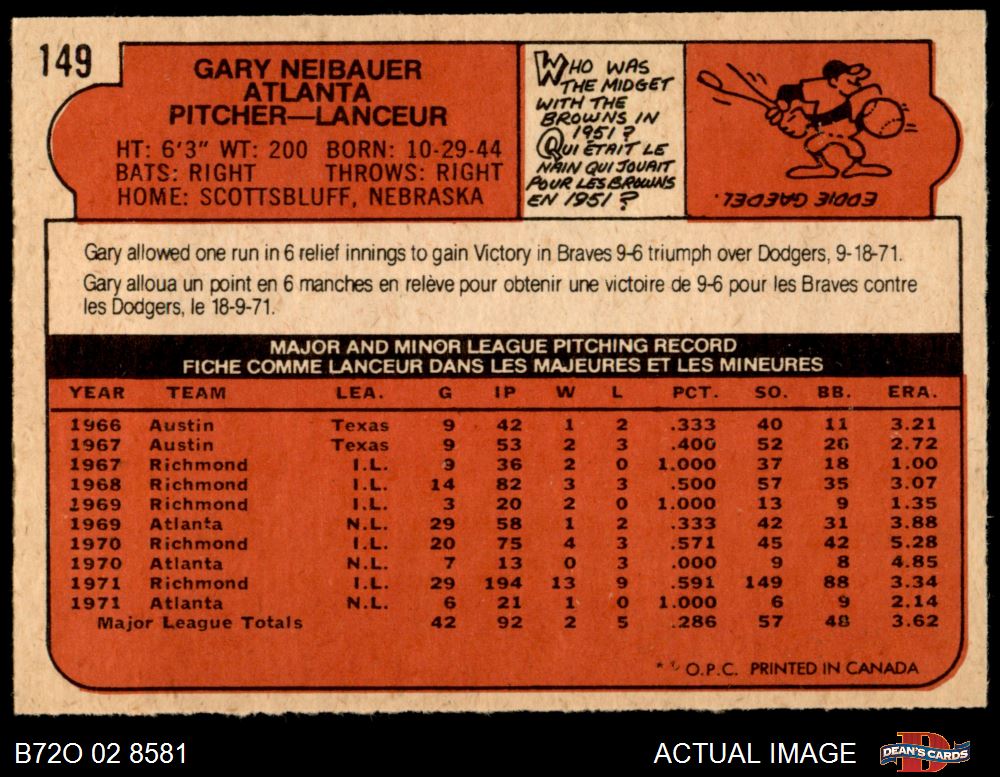 149
GARY NEIBAUER
ATLANTA
PITCHER—LANCEUR
HT: 6'3" WT: 200 BORN: 10-29-44
BATS: RIGHT THROWS: RIGHT
HOME: SCOTTSBLUFF, NEBRASKA
WHO WAS
THE MIDGET
WITH THE
BROWNS IN
1951?
QUI ÉTAIT LE
NAIN QUI JOUAIT
POUR LES BROWNS
EN 1951?
EDDIE GAEDEL.
Gary allowed one run in 6 relief innings to gain Victory in Braves 9-6 triumph over Dodgers, 9-18-71.
Gary alloua un point en 6 manches en relève pour obtenir une victoire de 9-6 pour les Braves contre
les Dodgers, le 18-9-71.
MAJOR AND MINOR LEAGUE PITCHING RECORD
FICHE COMME LANCEUR DANS LES MAJEURES ET LES MINEURES
YEAR TEAM LEA. G IP W L PCT. SO. BB. ERA.
1966 Austin Texas 9 42 1 2 .333 40 11 3.21
1967 Austin Texas 9 53 2 3 .400 52 26 2.72
1967 Richmond I.L. 9 36 2 0 1.000 37 18 1.00
1968 Richmond I.L. 14 82 3 3 .500 57 35 3.07
1969 Richmond I.L. 3 20 2 0 1.000 13 9 1.35
1969 Atlanta N.L. 29 58 1 2 .333 42 31 3.88
1970 Richmond I.L. 20 75 4 3 .571 45 42 5.28
1970 Atlanta N.L. 7 13 0 3 .000 9 8 4.85
1971 Richmond I.L. 29 194 13 9 .591 149 88 3.34
1971 Atlanta N.L. 6 21 1 0 1.000 6 9 2.14
Major League Totals 42 92 2 5 .286 57 48 3.62
O.P.C. PRINTED IN CANADA
B72O 02 8581
ACTUAL IMAGE
DEAN'S CARDS